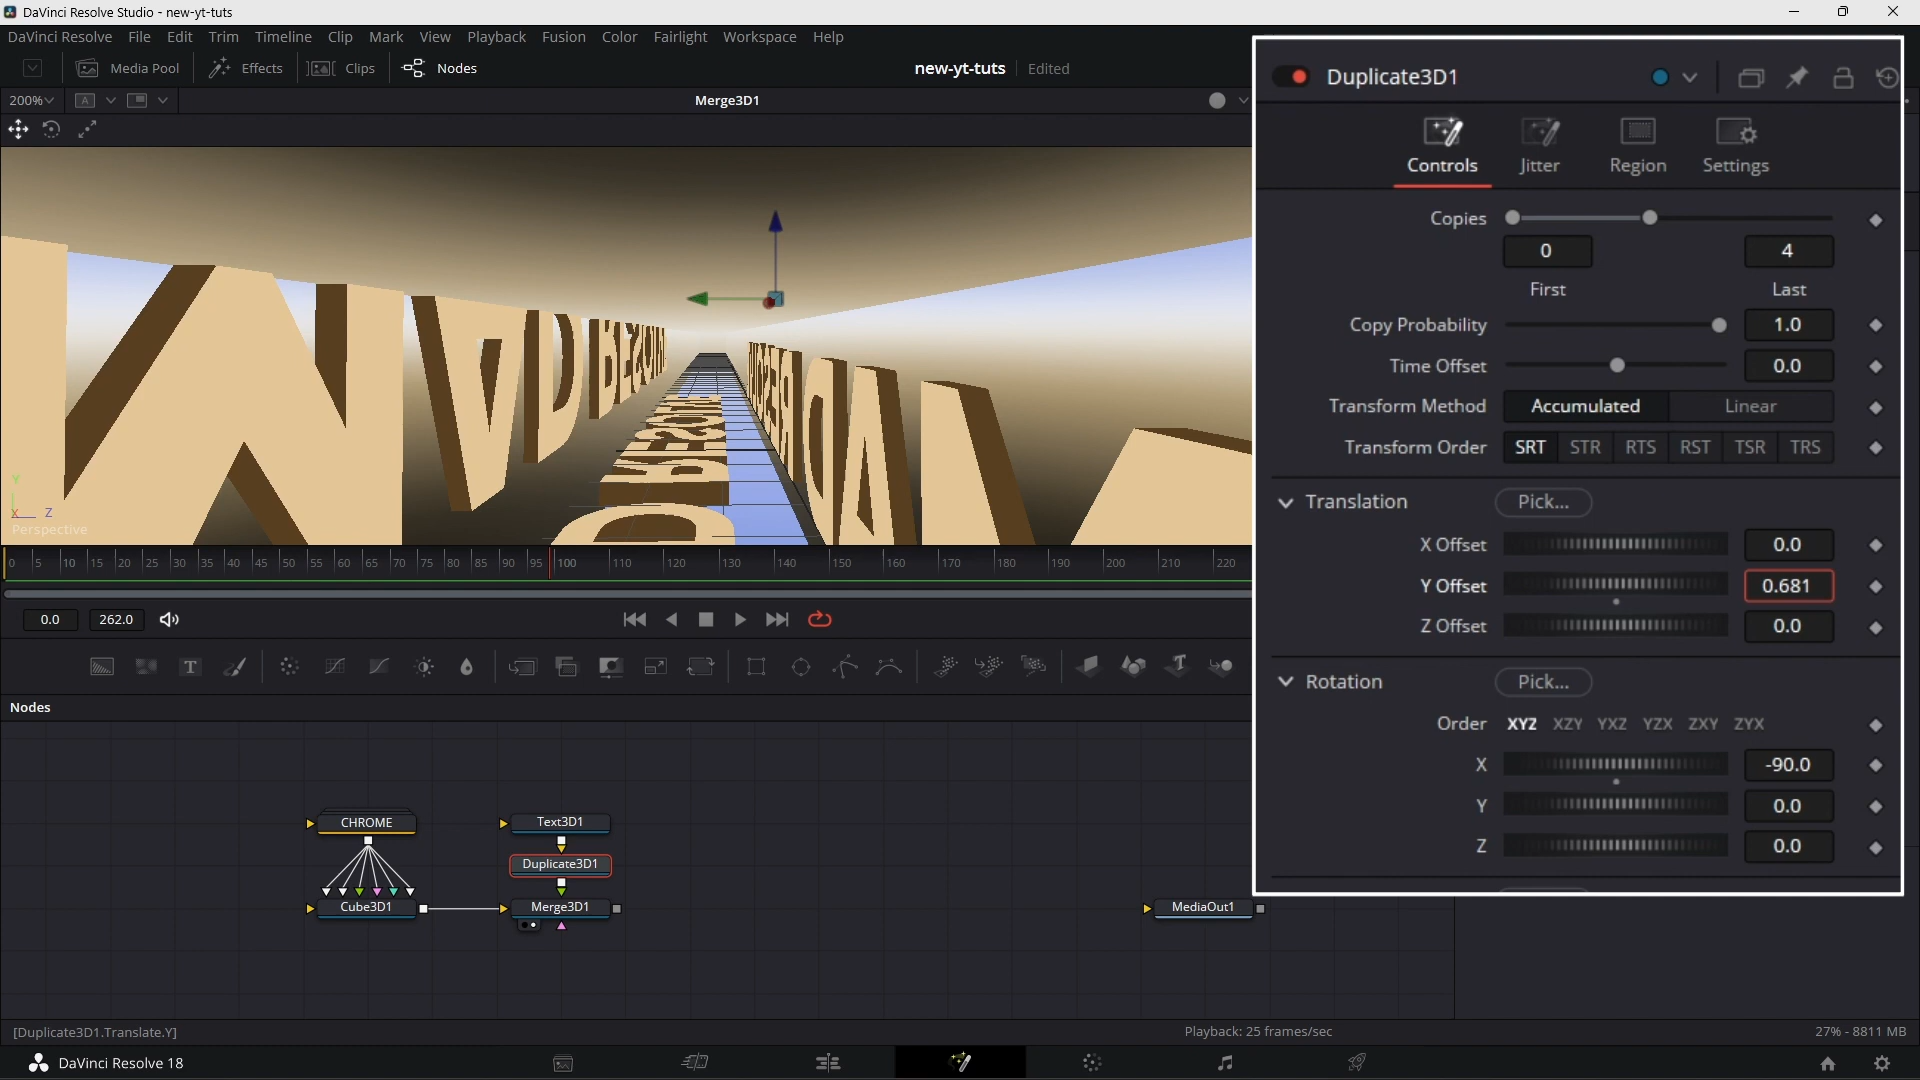 DaVinci Resolve Studio - new-yt-tuts
DaVinci Resolve File Edit Trim Timeline Clip Mark View Playback Fusion Color Fairlight Workspace Help
Media Pool Effects Clips Nodes
new-yt-tuts Edited
200% A
Merge3D1
Y
X Z
Perspective
0 5 10 15 20 25 30 35 40 45 50 55 60 65 70 75 80 85 90 95 100 110 120 130 140 150 160 170 180 190 200 210 220
0.0 262.0
T
Nodes
CHROME
Text3D1
Duplicate3D1
Cube3D1
Merge3D1
MediaOut1
Duplicate3D1
Controls Jitter Region Settings
Copies
0 4
First Last
Copy Probability 1.0
Time Offset 0.0
Transform Method Accumulated Linear
Transform Order SRT STR RTS RST TSR TRS
Translation Pick...
X Offset 0.0
Y Offset 0.681
Z Offset 0.0
Rotation Pick...
Order XYZ XZY YXZ YZX ZXY ZYX
X -90.0
Y 0.0
Z 0.0
[Duplicate3D1.Translate.Y]
Playback: 25 frames/sec
27% - 8811 MB
DaVinci Resolve 18